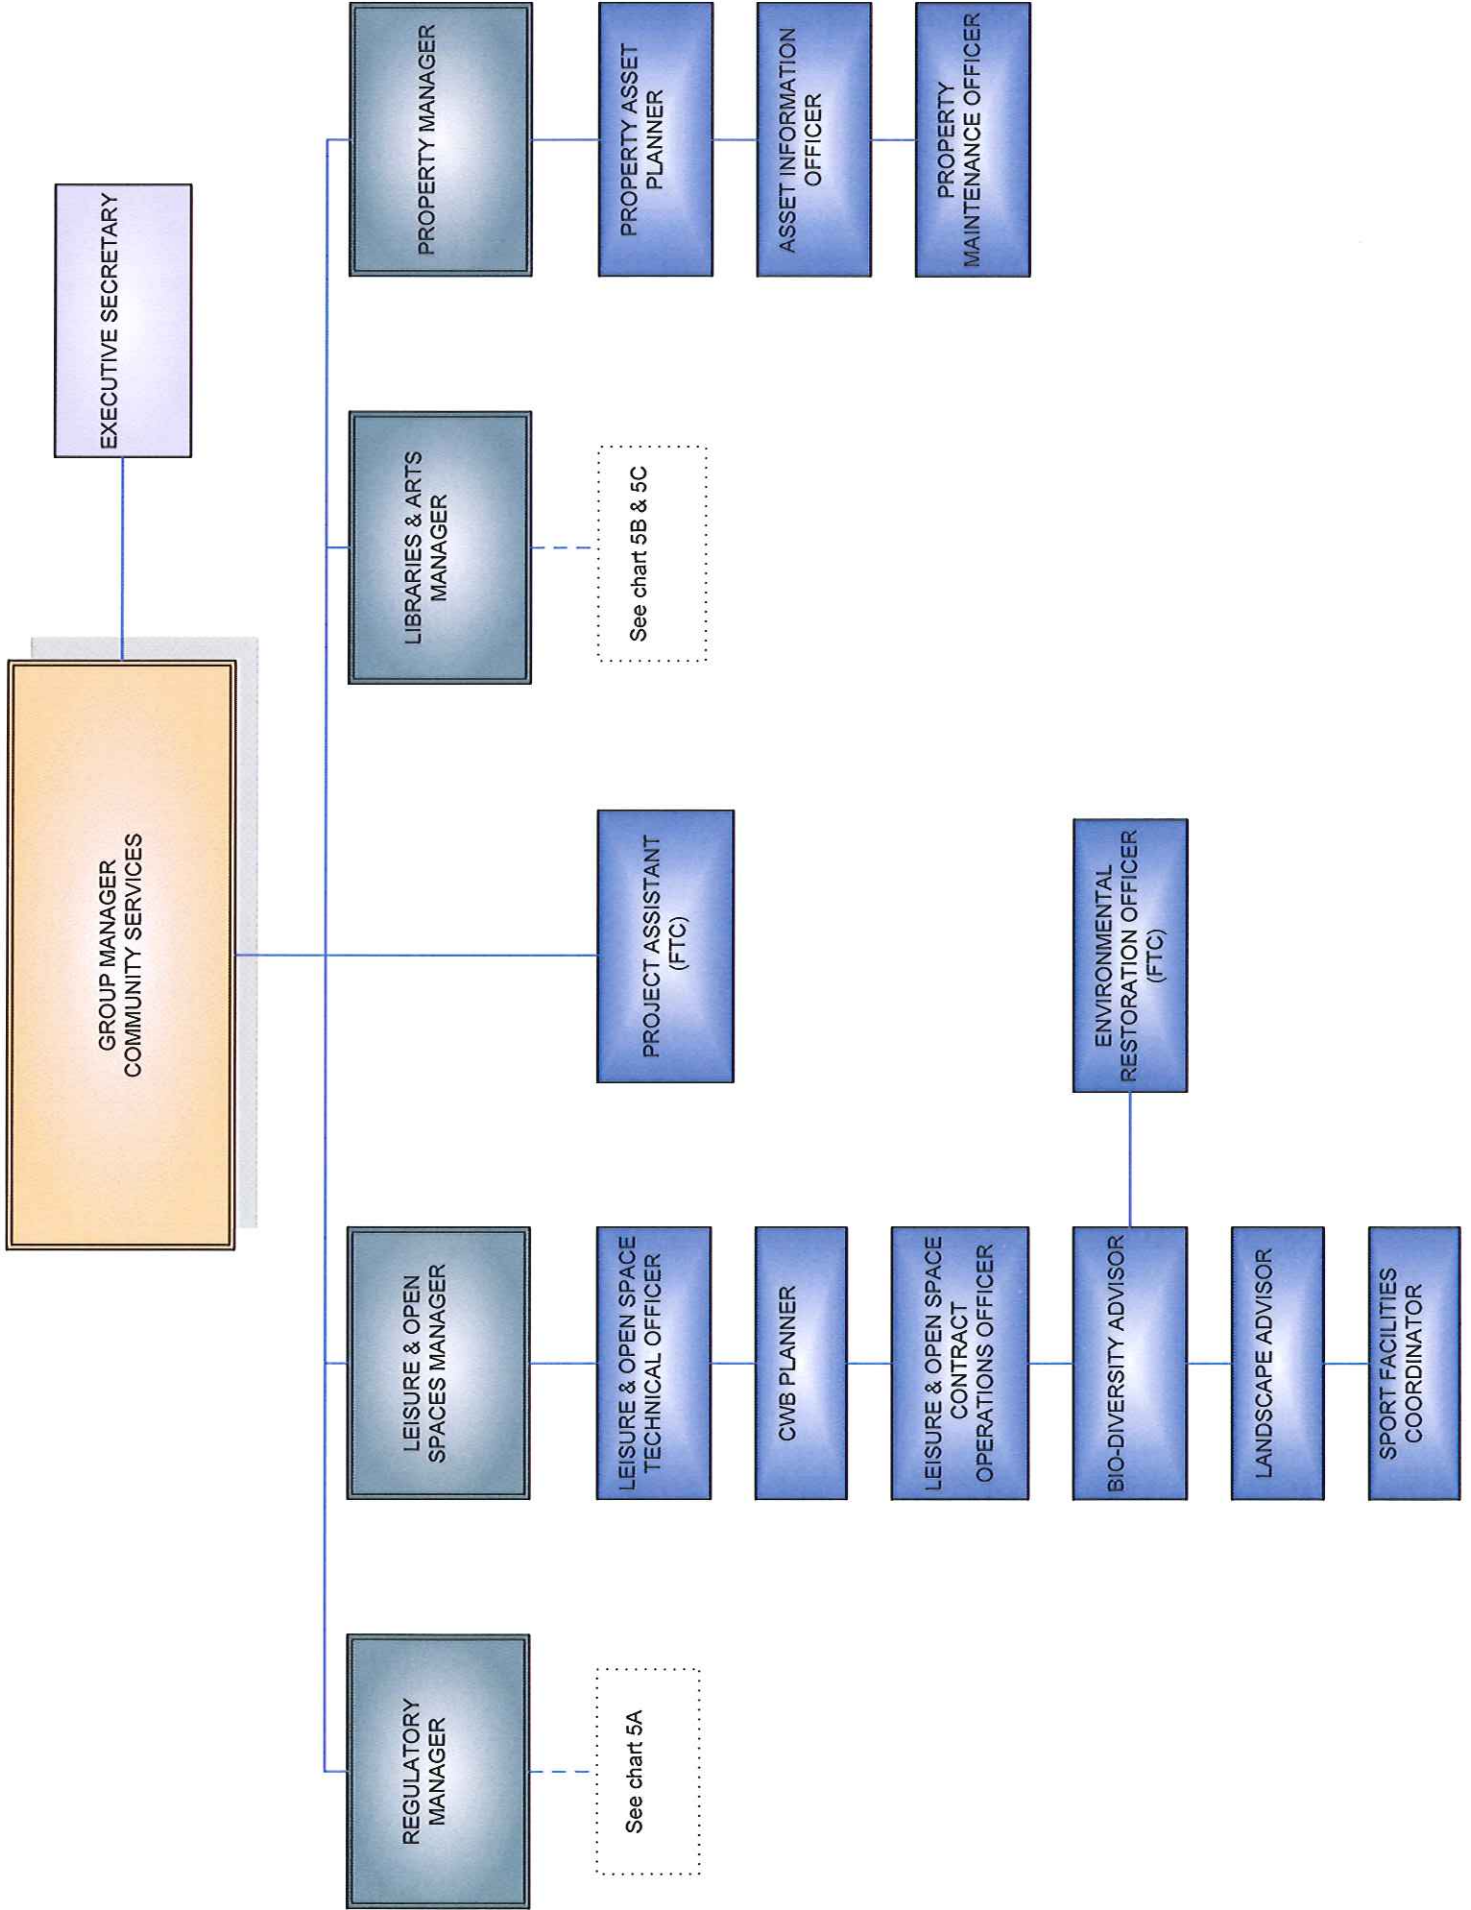 GROUP MANAGER
COMMUNITY SERVICES
EXECUTIVE SECRETARY
REGULATORY
MANAGER
See chart 5A
LEISURE & OPEN
SPACES MANAGER
LEISURE & OPEN SPACE
TECHNICAL OFFICER
CWB PLANNER
LEISURE & OPEN SPACE
CONTRACT
OPERATIONS OFFICER
BIO-DIVERSITY ADVISOR
ENVIRONMENTAL
RESTORATION OFFICER
(FTC)
LANDSCAPE ADVISOR
SPORT FACILITIES
COORDINATOR
PROJECT ASSISTANT
(FTC)
LIBRARIES & ARTS
MANAGER
See chart 5B & 5C
PROPERTY MANAGER
PROPERTY ASSET
PLANNER
ASSET INFORMATION
OFFICER
PROPERTY
MAINTENANCE OFFICER